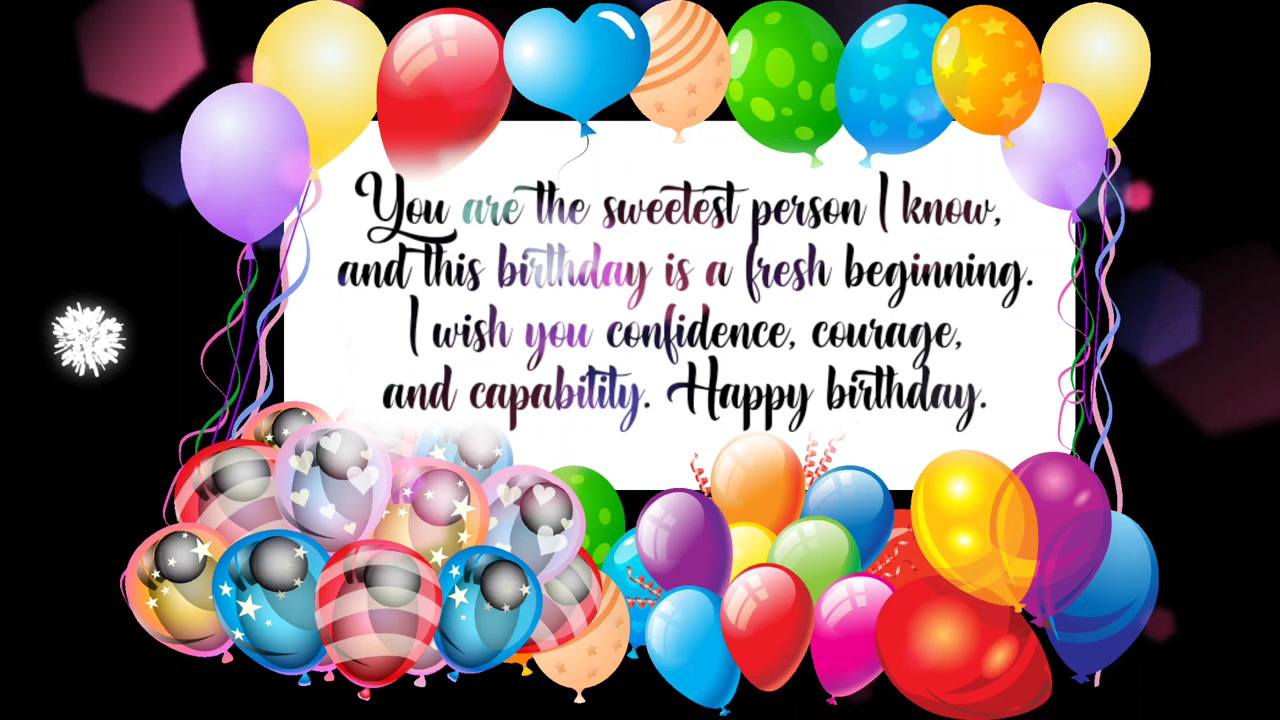 You are the sweetest person I know,
and this birthday is a fresh beginning.
I wish you confidence, courage,
and capability. Happy birthday.